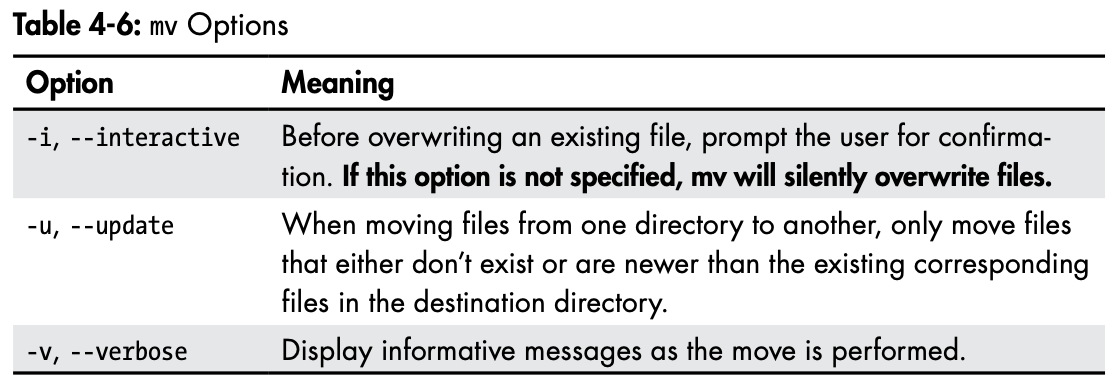 Table 4-6: mv Options
Option Meaning
-i, --interactive Before overwriting an existing file, prompt the user for confirma-
tion. If this option is not specified, mv will silently overwrite files.
-u, --update When moving files from one directory to another, only move files
that either don’t exist or are newer than the existing corresponding
files in the destination directory.
-v, --verbose Display informative messages as the move is performed.